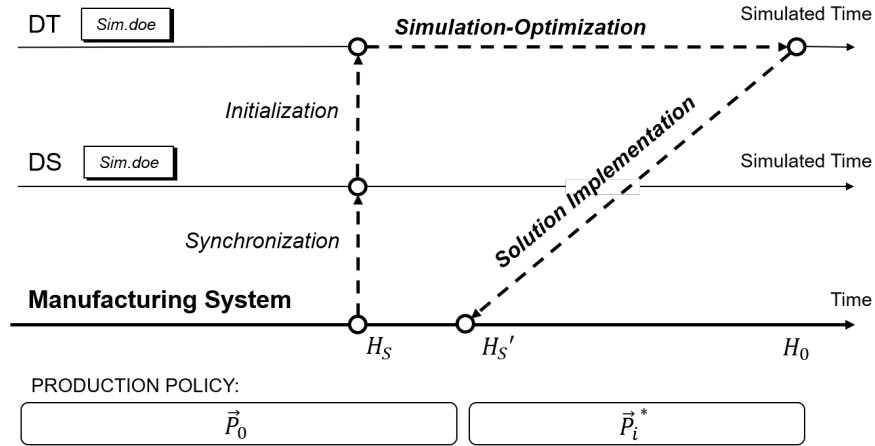 Simulated Time
DT
Sim.doe
Simulation-Optimization
Initialization
DS
Sim.doe
Simulated Time
Solution Implementation
Synchronization
Manufacturing System
Time
H_S
H_S'
H_0
PRODUCTION POLICY:
P⃗_0
P⃗_i^*